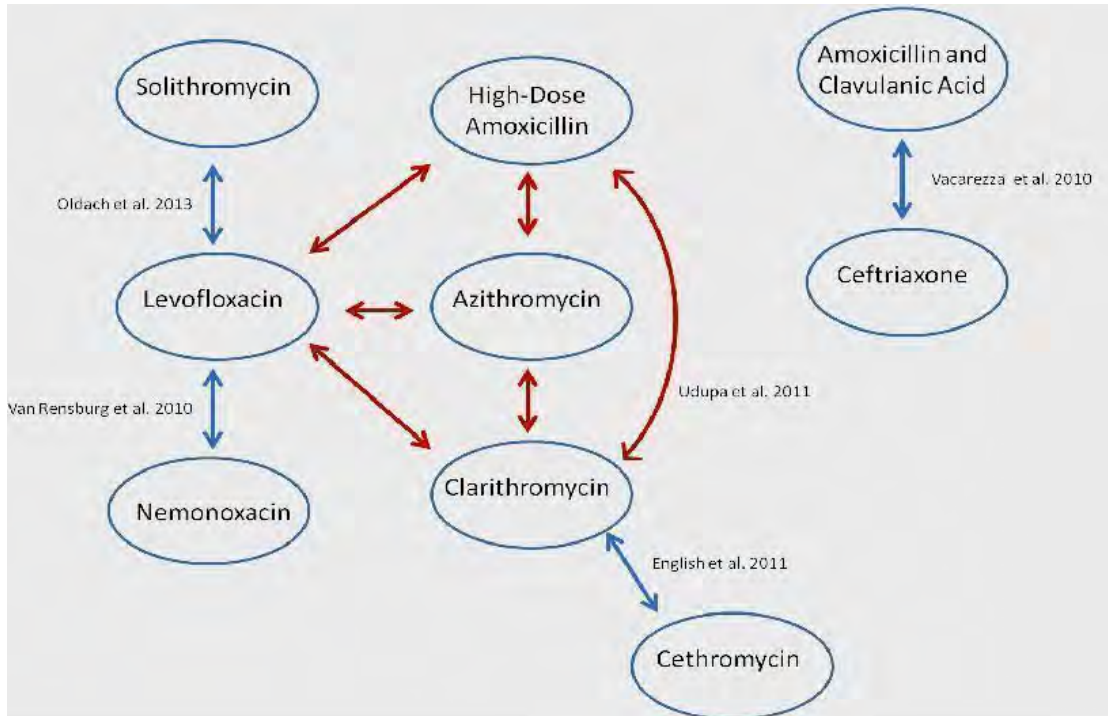 Solithromycin
High-Dose
Amoxicillin
Amoxicillin and
Clavulanic Acid
Oldach et al. 2013
Vacarezza et al. 2010
Levofloxacin
Azithromycin
Ceftriaxone
Van Rensburg et al. 2010
Udupa et al. 2011
Nemonoxacin
Clarithromycin
English et al. 2011
Cethromycin